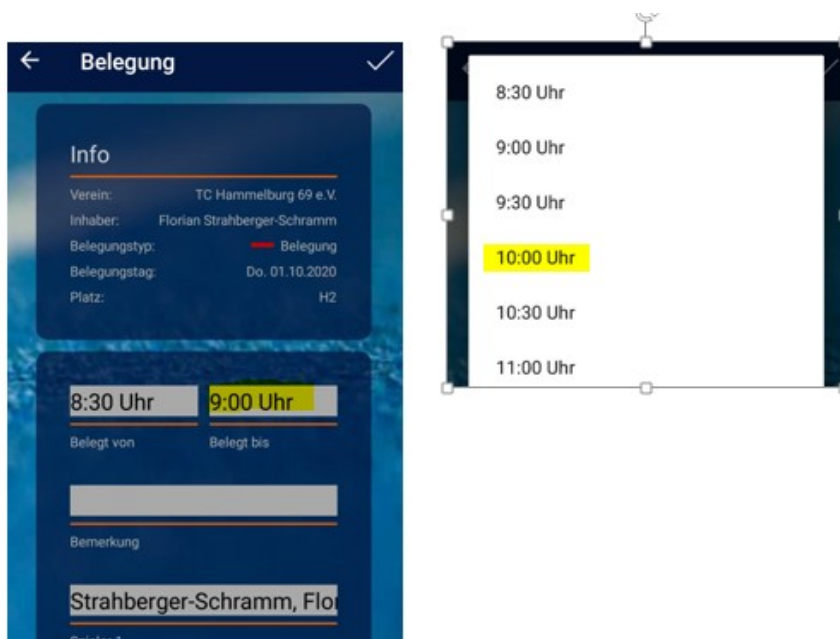 Belegung
Info
Verein: TC Hammelburg 69 e.V.
Inhaber: Florian Strahberger-Schramm
Belegungstyp: Belegung
Belegungstag: Do. 01.10.2020
Platz: H2
8:30 Uhr 9:00 Uhr
Belegt von Belegt bis
Bemerkung
Strahberger-Schramm, Flor
8:30 Uhr
9:00 Uhr
9:30 Uhr
10:00 Uhr
10:30 Uhr
11:00 Uhr